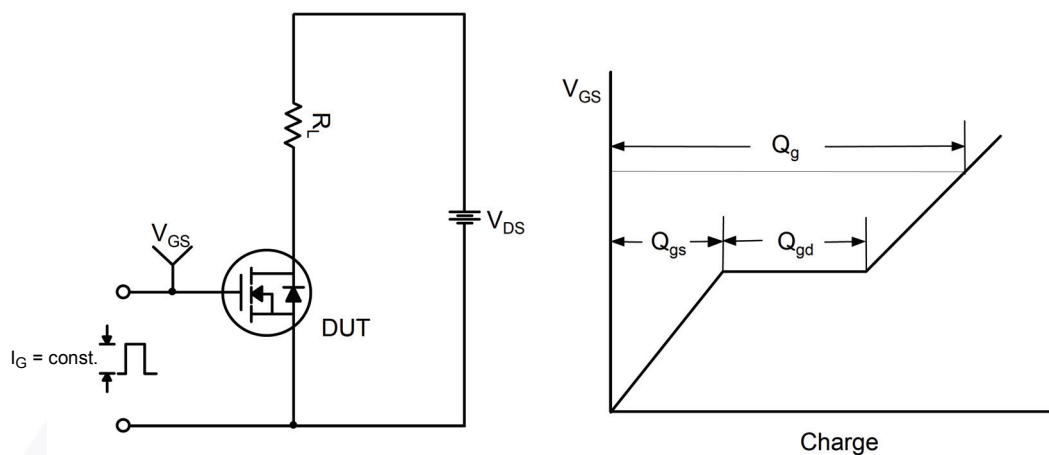 R_L
V_DS
V_GS
DUT
I_G = const.
V_GS
Q_g
Q_gs
Q_gd
Charge